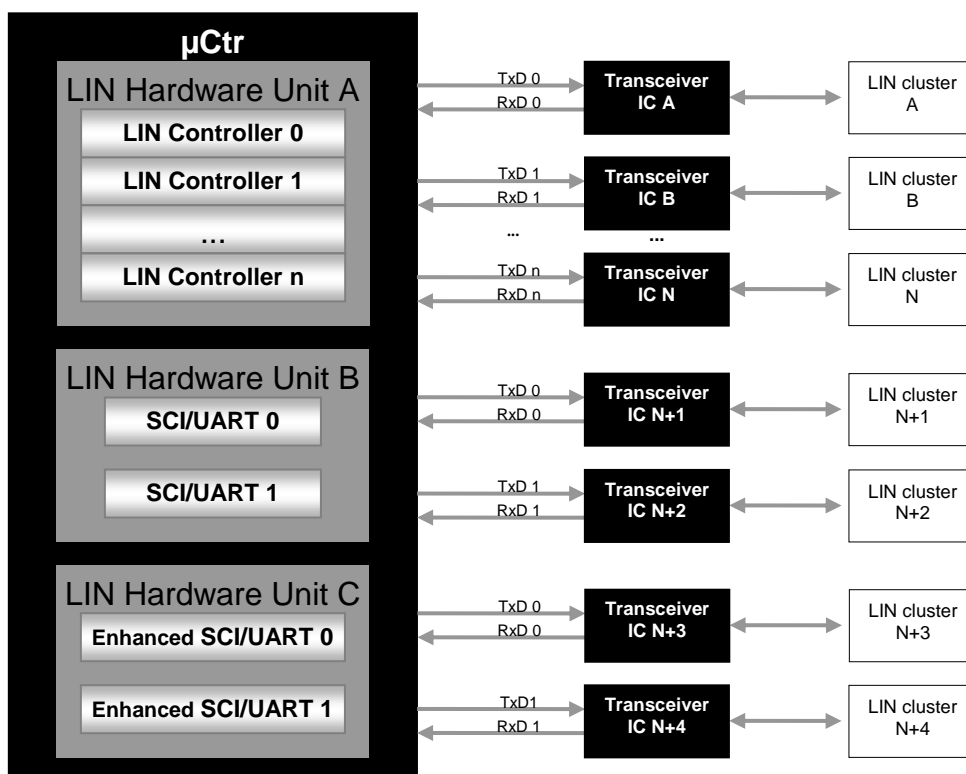 µCtr
LIN Hardware Unit A
LIN Controller 0
LIN Controller 1
...
LIN Controller n
TxD 0
RxD 0
Transceiver
IC A
LIN cluster
A
TxD 1
RxD 1
Transceiver
IC B
LIN cluster
B
...
...
TxD n
RxD n
Transceiver
IC N
LIN cluster
N
LIN Hardware Unit B
SCI/UART 0
SCI/UART 1
TxD 0
RxD 0
Transceiver
IC N+1
LIN cluster
N+1
TxD 1
RxD 1
Transceiver
IC N+2
LIN cluster
N+2
LIN Hardware Unit C
Enhanced SCI/UART 0
Enhanced SCI/UART 1
TxD 0
RxD 0
Transceiver
IC N+3
LIN cluster
N+3
TxD1
RxD 1
Transceiver
IC N+4
LIN cluster
N+4